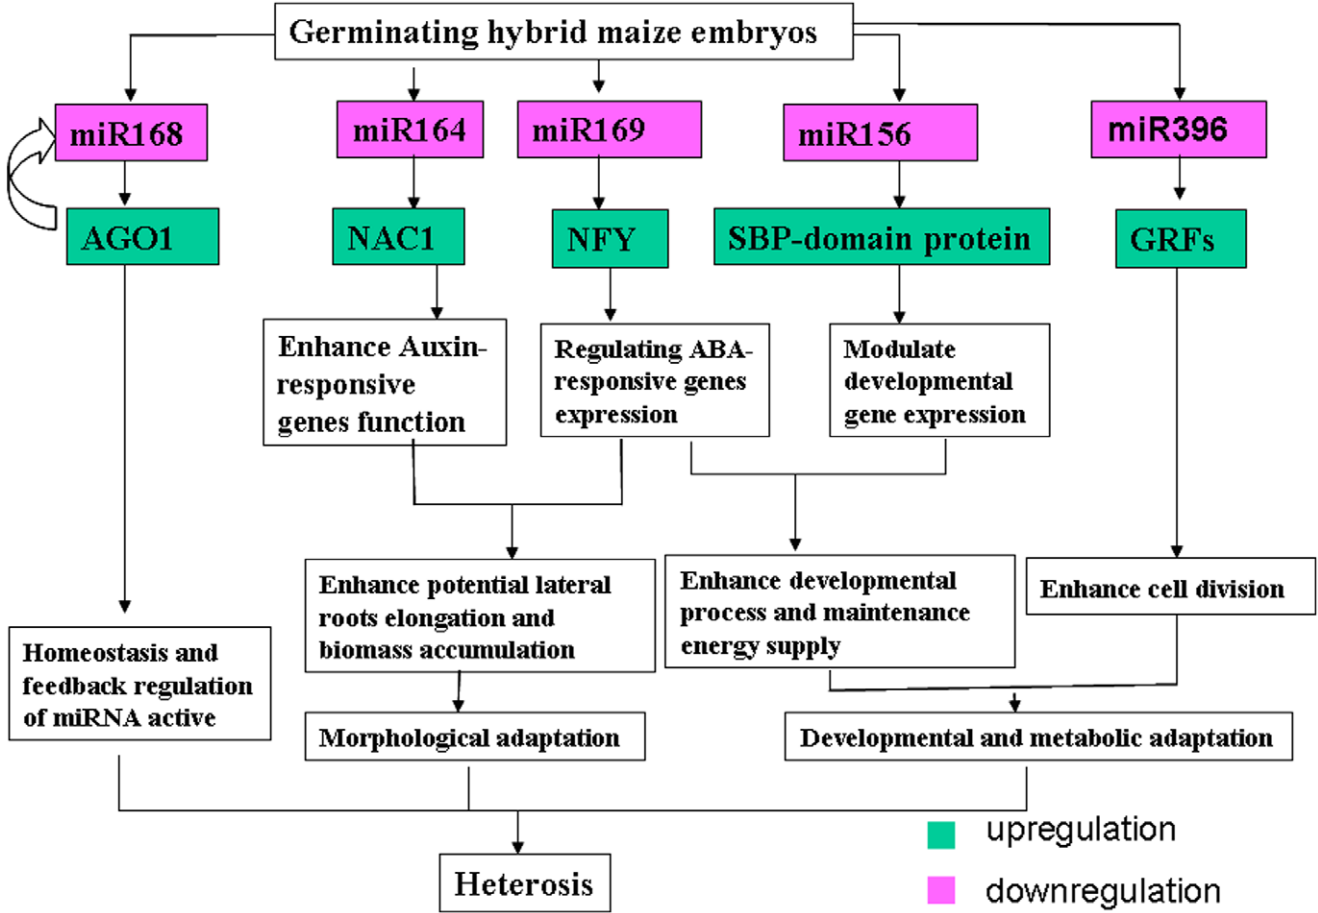 Germinating hybrid maize embryos
miR168
miR164
miR169
miR156
miR396
AGO1
NAC1
NFY
SBP-domain protein
GRFs
Enhance Auxin-
responsive
genes function
Regulating ABA-
responsive genes
expression
Modulate
developmental
gene expression
Enhance potential lateral
roots elongation and
biomass accumulation
Enhance developmental
process and maintenance
energy supply
Enhance cell division
Homeostasis and
feedback regulation
of miRNA active
Morphological adaptation
Developmental and metabolic adaptation
Heterosis
upregulation
downregulation